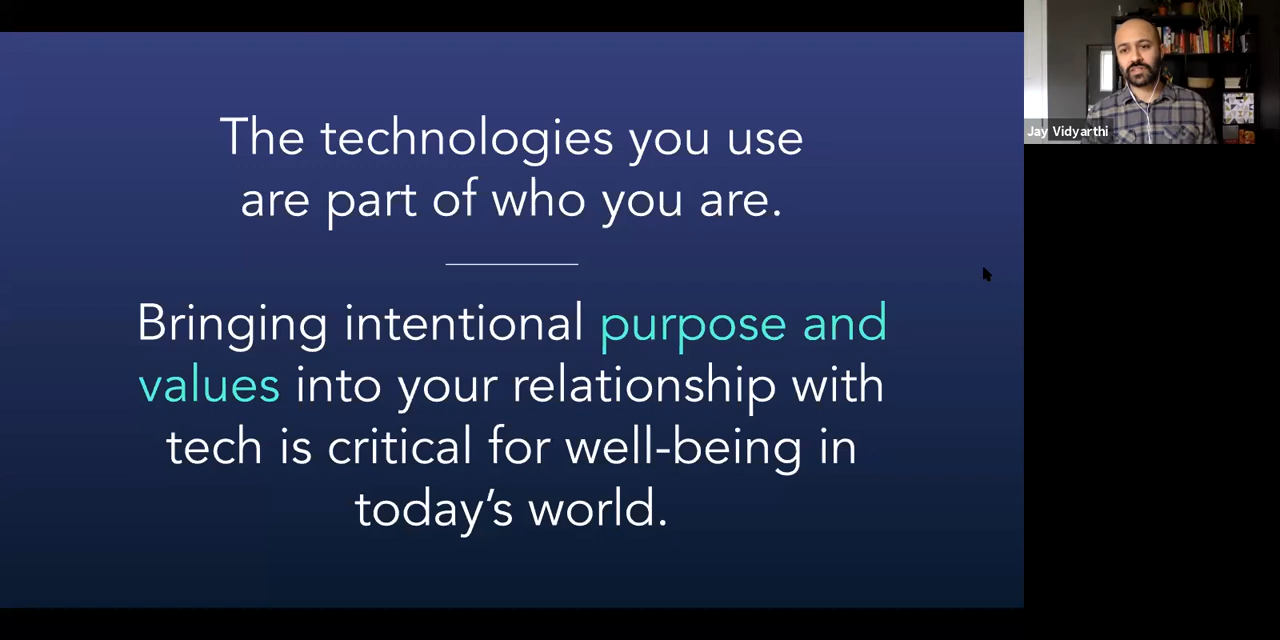 The technologies you use
are part of who you are.
Bringing intentional purpose and
values into your relationship with
tech is critical for well-being in
today’s world.
Jay Vidyarthi